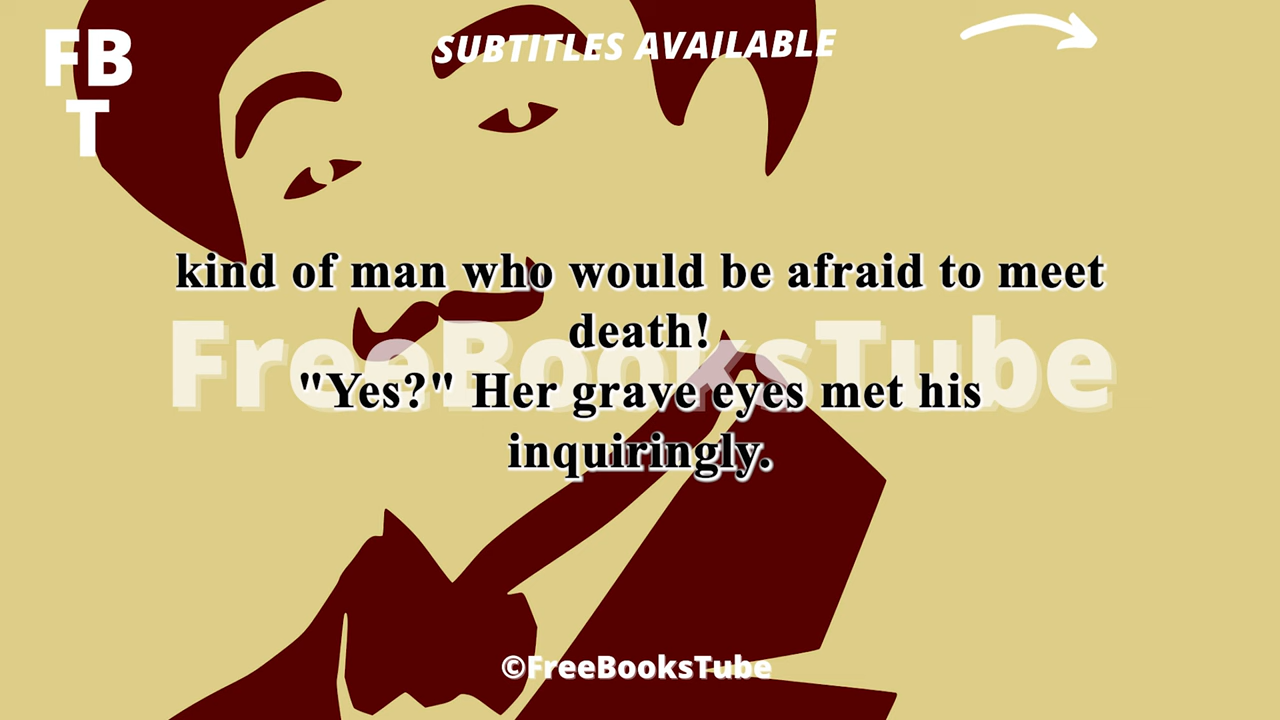 FB
T
SUBTITLES AVAILABLE
kind of man who would be afraid to meet
death!
"Yes?" Her grave eyes met his
inquiringly.
FreeBooksTube
©FreeBooksTube